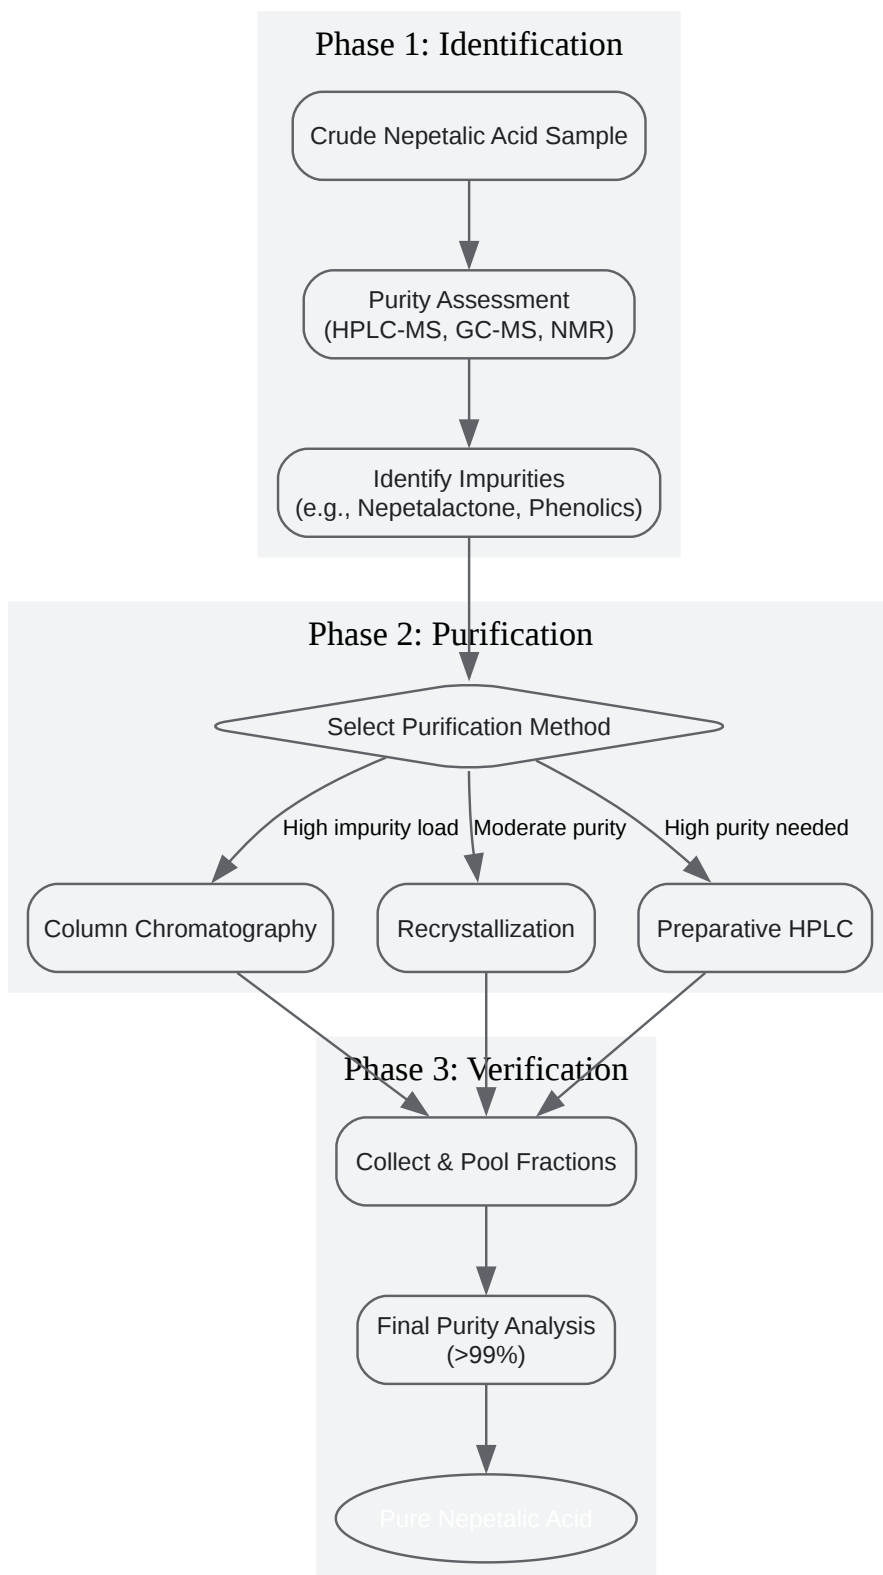 Phase 1: Identification
Crude Nepetalic Acid Sample
Purity Assessment
(HPLC-MS, GC-MS, NMR)
Identify Impurities
(e.g., Nepetalactone, Phenolics)
Phase 2: Purification
Select Purification Method
High impurity load
Moderate purity
High purity needed
Column Chromatography
Recrystallization
Preparative HPLC
Phase 3: Verification
Collect & Pool Fractions
Final Purity Analysis
(>99%)
Pure Nepetalic Acid